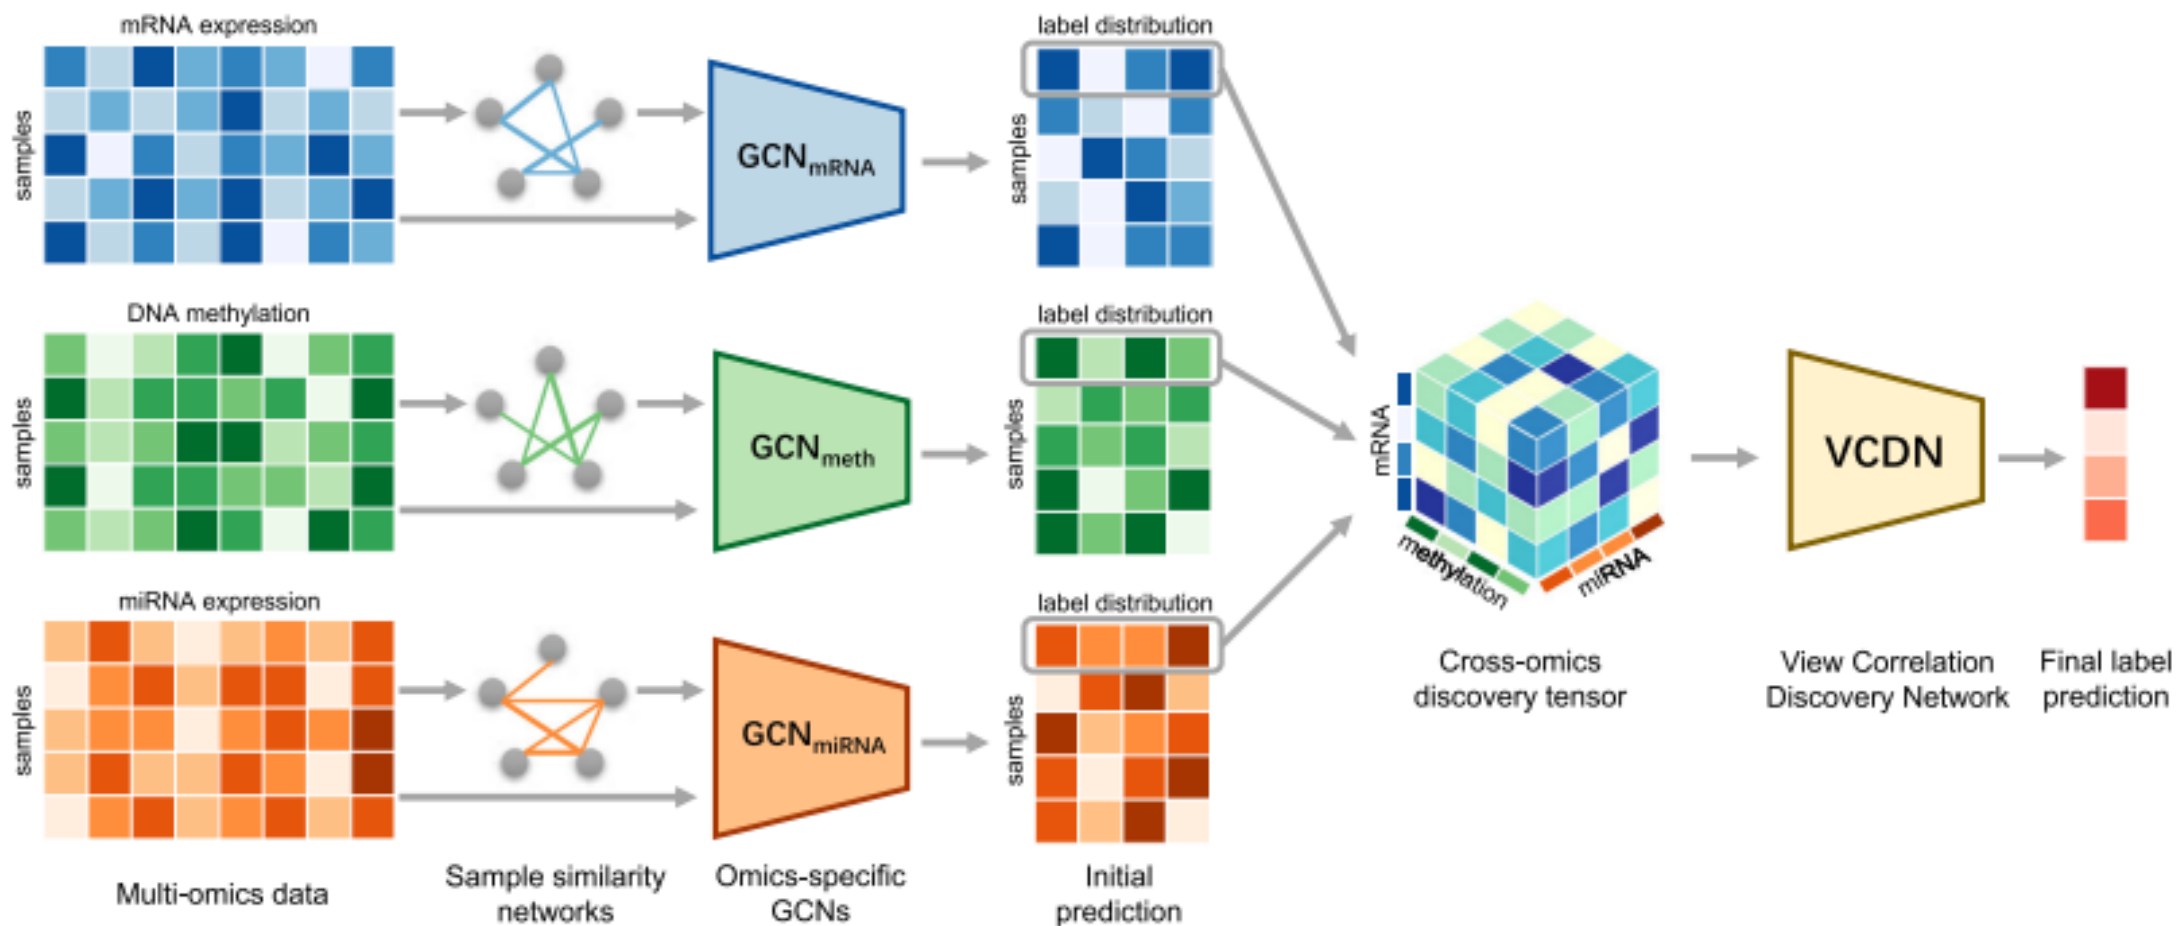 mRNA expression
samples
GCNmRNA
label distribution
samples
DNA methylation
samples
GCNmeth
label distribution
samples
miRNA expression
samples
GCNmiRNA
label distribution
samples
mRNA
methylation
miRNA
VCDN
Multi-omics data
Sample similarity
networks
Omics-specific
GCNs
Initial
prediction
Cross-omics
discovery tensor
View Correlation
Discovery Network
Final label
prediction